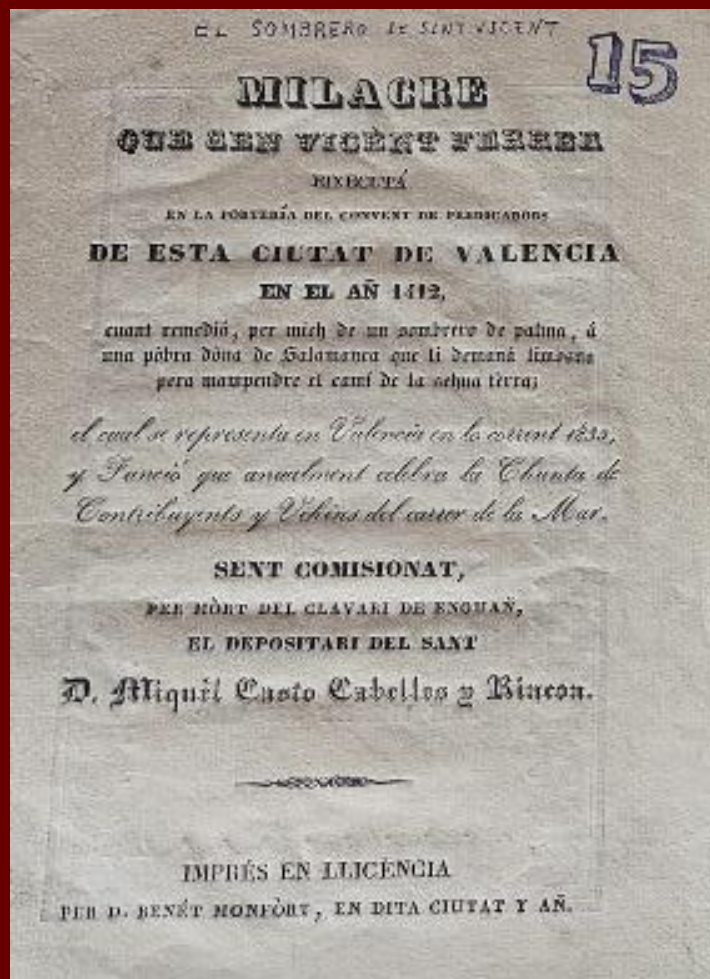 EL SOMBRERO DE SENT VICENT
15
MILACRE
QUE SEN VICÈNT FERRER
EIXECUTÁ
EN LA PORTERÍA DEL CONVENT DE PREDICADORS
DE ESTA CIUTAT DE VALENCIA
EN EL AÑ 1412,
cuant remedió, per mich de un sombrero de palma, á
una pòbra dòna de Salamanca que li demaná limosna
pera mampendre el camí de la sehua tèrra;
el cual se representa en Valencia en lo corrent 1833,
y Funció que anualment celebra la Chunta de
Contribuyents y Vehins del carrer de la Mar.
SENT COMISIONAT,
PER MÒRT DEL CLAVARI DE ENGUAÑ,
EL DEPOSITARI DEL SANT
D. Miquèl Casto Cabelles y Rincon.
IMPRÉS EN LLICENCIA
PER D. BENÉT MONFÒRT, EN DITA CIUTAT Y AÑ.